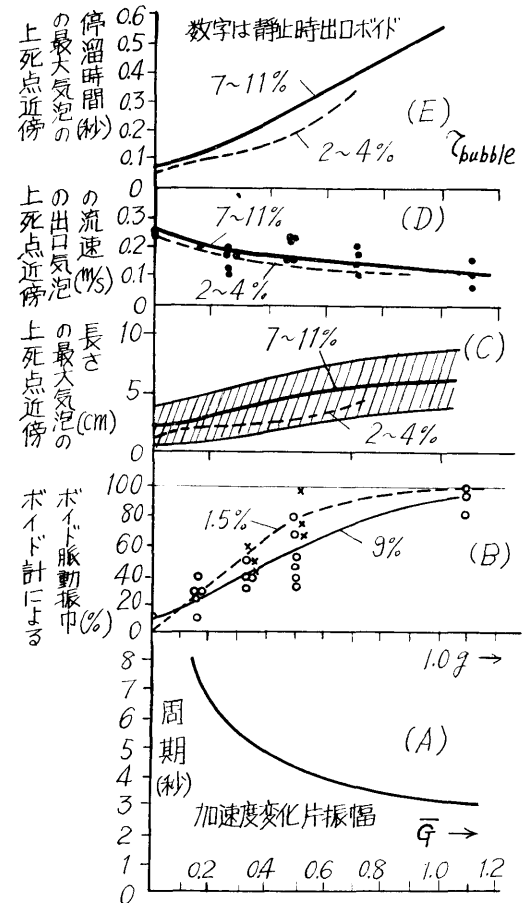 上死点近傍
の最大気泡の
停溜時間(秒)
0.6
0.5
0.4
0.3
0.2
0.1
0
数字は静止時出口ボイド
7~11%
2~4%
(E)
τbubble
上死点近傍
の出口気泡
の流速(m/S)
0.3
0.2
0.1
0
7~11%
2~4%
(D)
上死点近傍
の最大気泡の
長さ(cm)
10
5
0
7~11%
2~4%
(C)
ボイド計による
ボイド脈動振巾(%)
100
80
60
40
20
0
1.5%
9%
(B)
1.0g→
8
7
6
5
4
3
2
1
0
周期(秒)
(A)
加速度変化片振幅
G̅ →
0.2 0.4 0.6 0.8 1.0 1.2